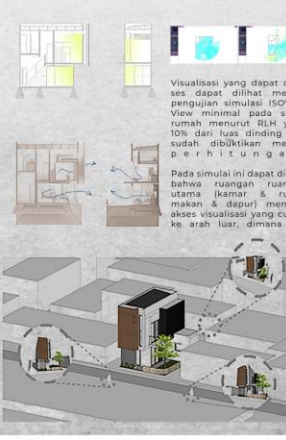 Visualisasi yang dapat d
ses dapat dilihat me
pengujian simulasi ISOV
View minimal pada s
rumah menurut RLH y
10% dari luas dinding
sudah dibuktikan me
p e r h i t u n g a
Pada simulai ini dapat di
bahwa ruangan ruan
utama (kamar & ru
makan & dapur) men
akses visualisasi yang cu
ke arah luar, dimana